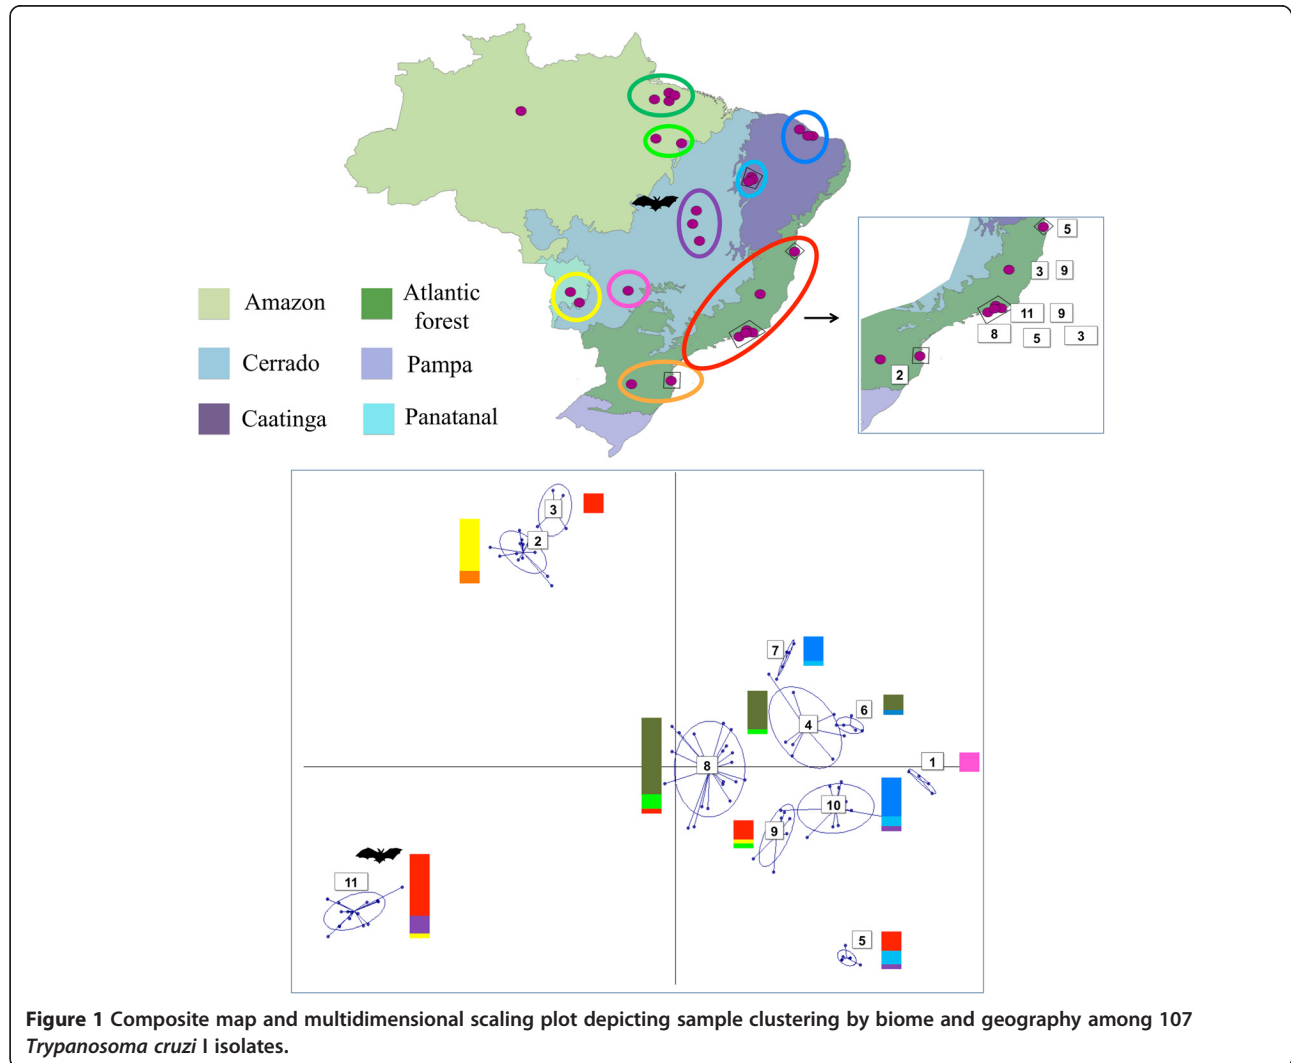 Amazon
Atlantic
forest
Cerrado
Pampa
Caatinga
Panatanal
5
3 9
11 9
8 5 3
2
3
2
7
6
4
1
8
10
9
11
5
Figure 1 Composite map and multidimensional scaling plot depicting sample clustering by biome and geography among 107
Trypanosoma cruzi I isolates.